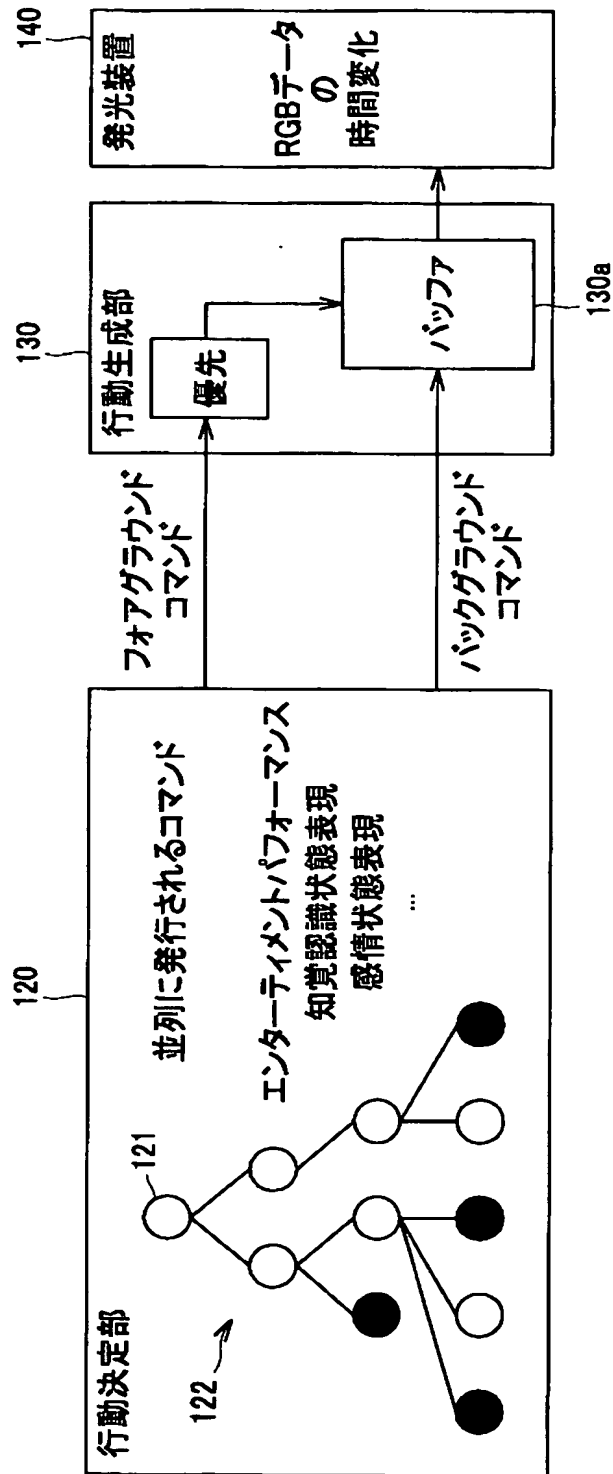 120
行動決定部
121
122
並列に発行されるコマンド
エンターティメントパフォーマンス
知覚認識状態表現
感情状態表現
…
フォアグラウンド
コマンド
バックグラウンド
コマンド
130
行動生成部
優先
バッファ
130a
140
発光装置
RGBデータ
の
時間変化